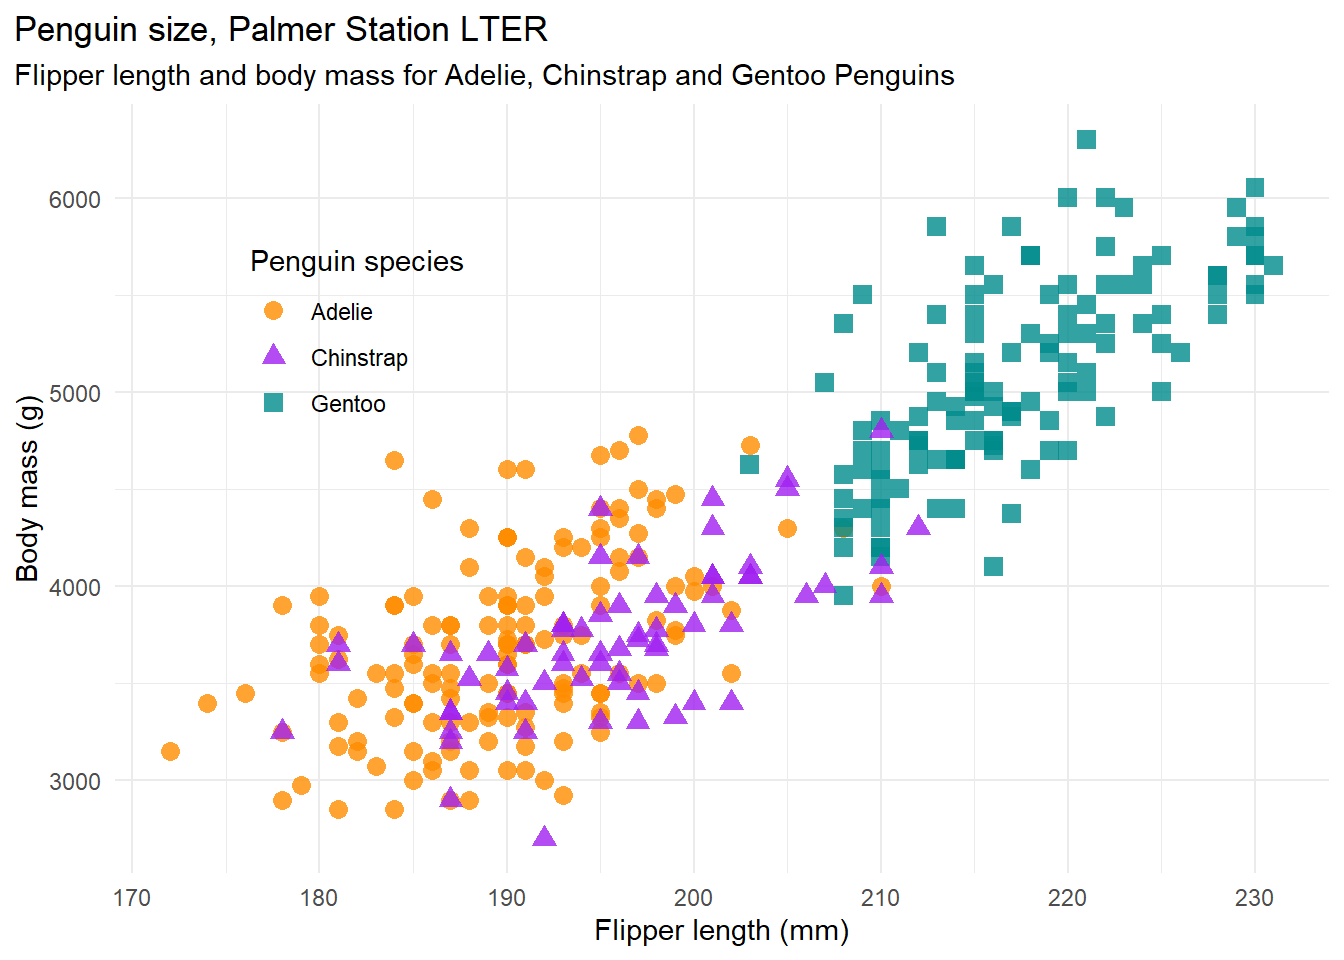 Penguin size, Palmer Station LTER
Flipper length and body mass for Adelie, Chinstrap and Gentoo Penguins
6000
5000
4000
3000
Body mass (g)
Penguin species
Adelie
Chinstrap
Gentoo
170 180 190 200 210 220 230
Flipper length (mm)